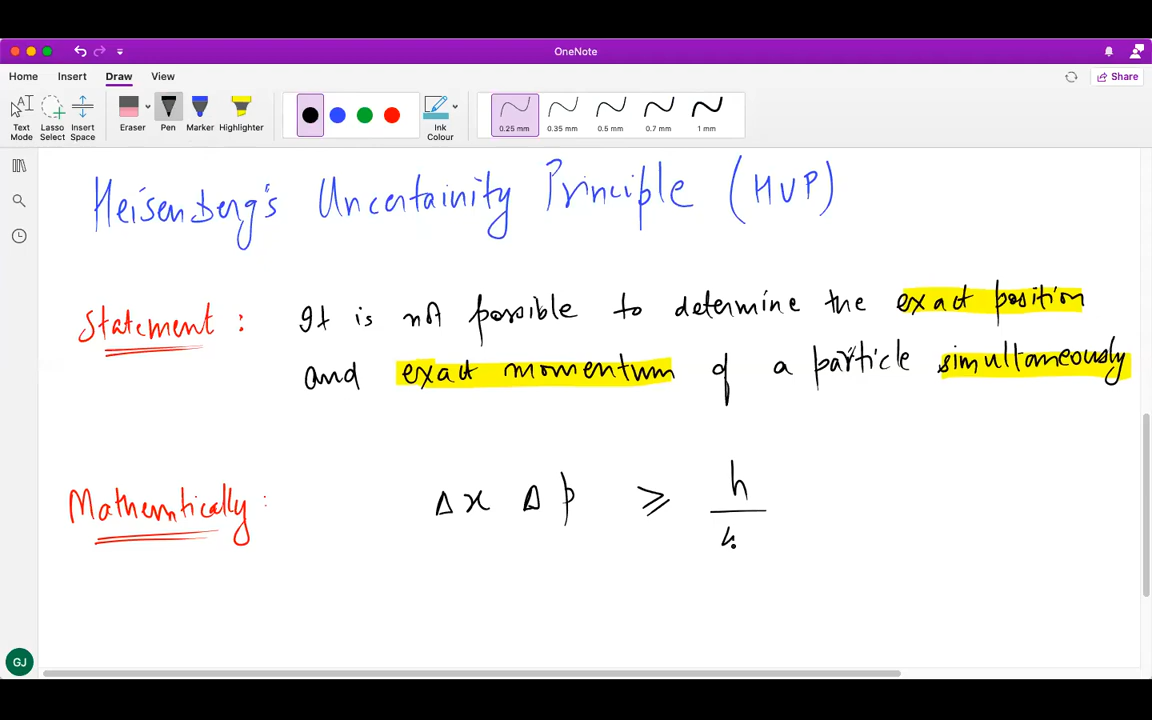 OneNote
Home Insert Draw View Share
Text Mode Lasso Select Insert Space Eraser Pen Marker Highlighter Ink Colour 0.25 mm 0.35 mm 0.5 mm 0.7 mm 1 mm
Heisenberg's Uncertainity Principle (HUP)
Statement : It is not possible to determine the exact position
and exact momentum of a particle simultaneously
Mathemtically : Δx Δp ≥ h
GJ